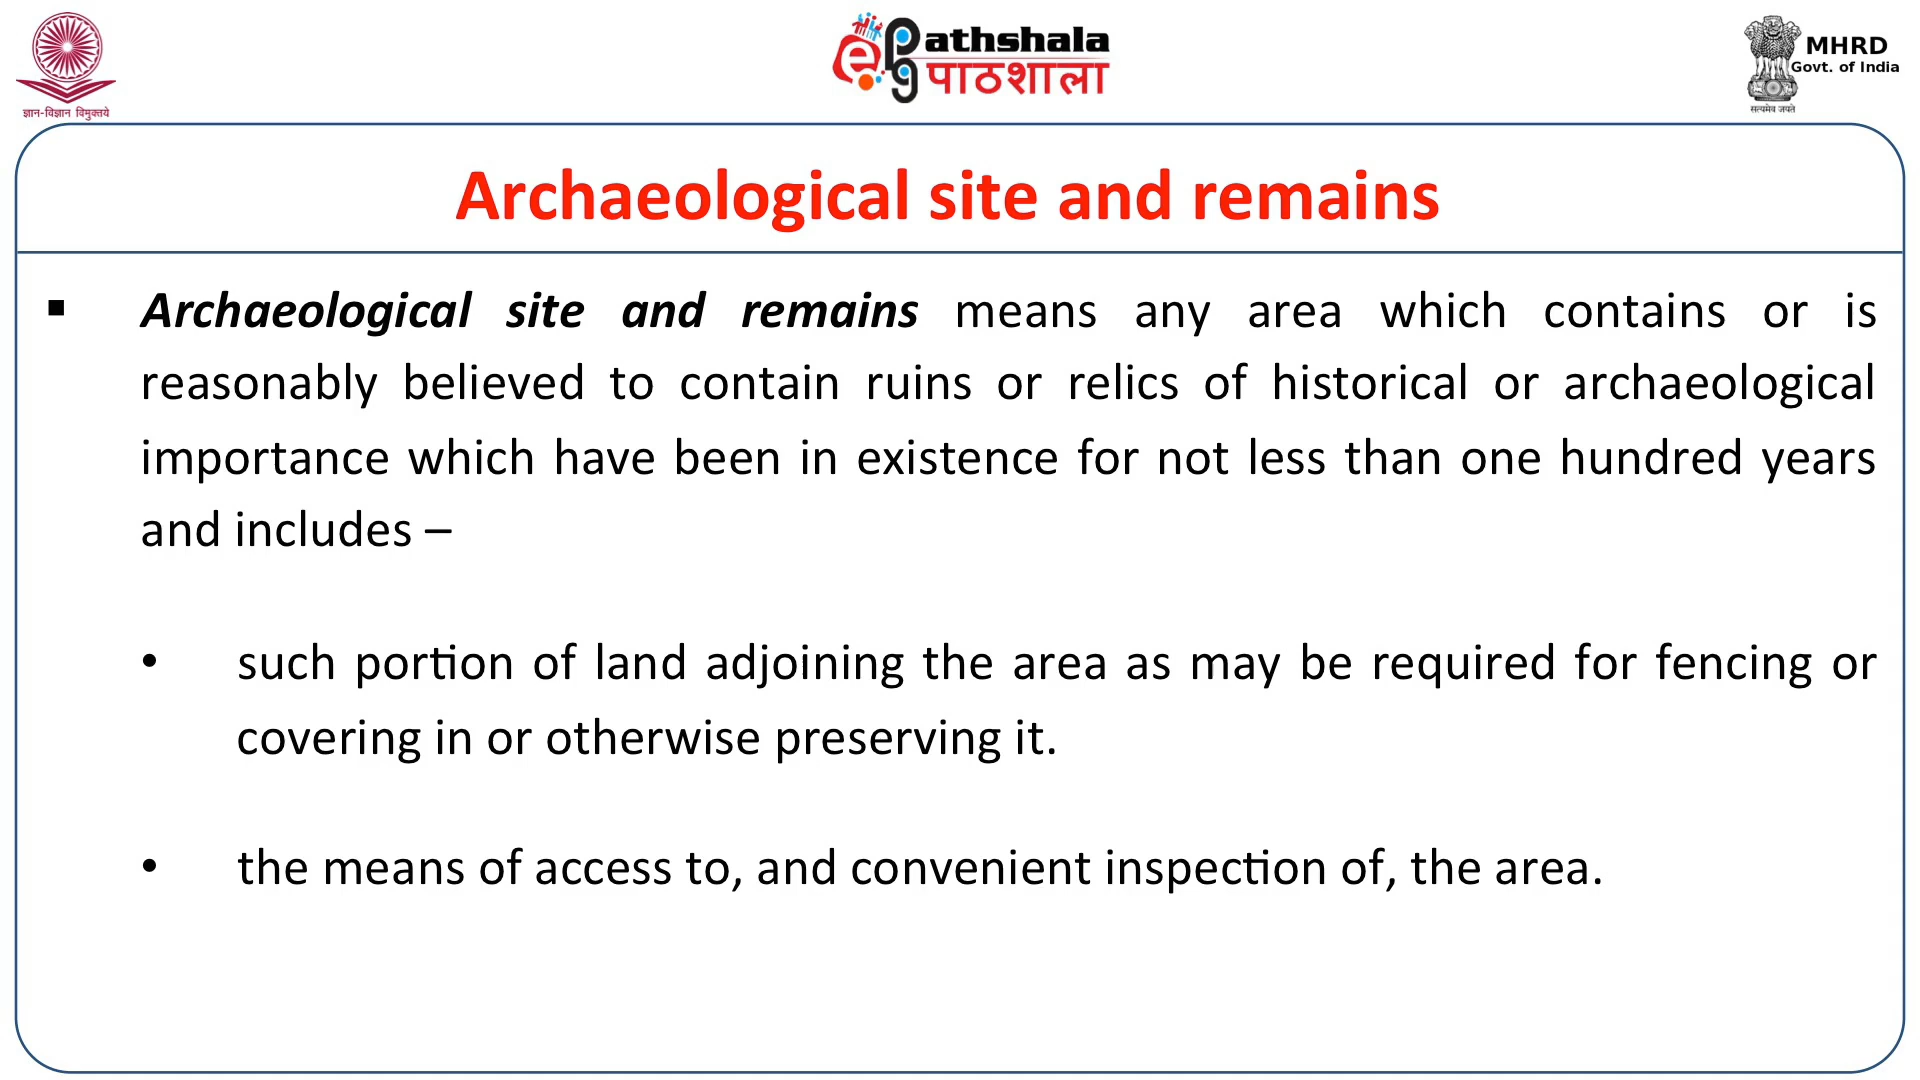 ज्ञान-विज्ञान विमुक्तये
ePathshala
पाठशाला
MHRD
Govt. of India
सत्यमेव जयते
Archaeological site and remains
▪ Archaeological site and remains means any area which contains or is
reasonably believed to contain ruins or relics of historical or archaeological
importance which have been in existence for not less than one hundred years
and includes –
• such portion of land adjoining the area as may be required for fencing or
covering in or otherwise preserving it.
• the means of access to, and convenient inspection of, the area.